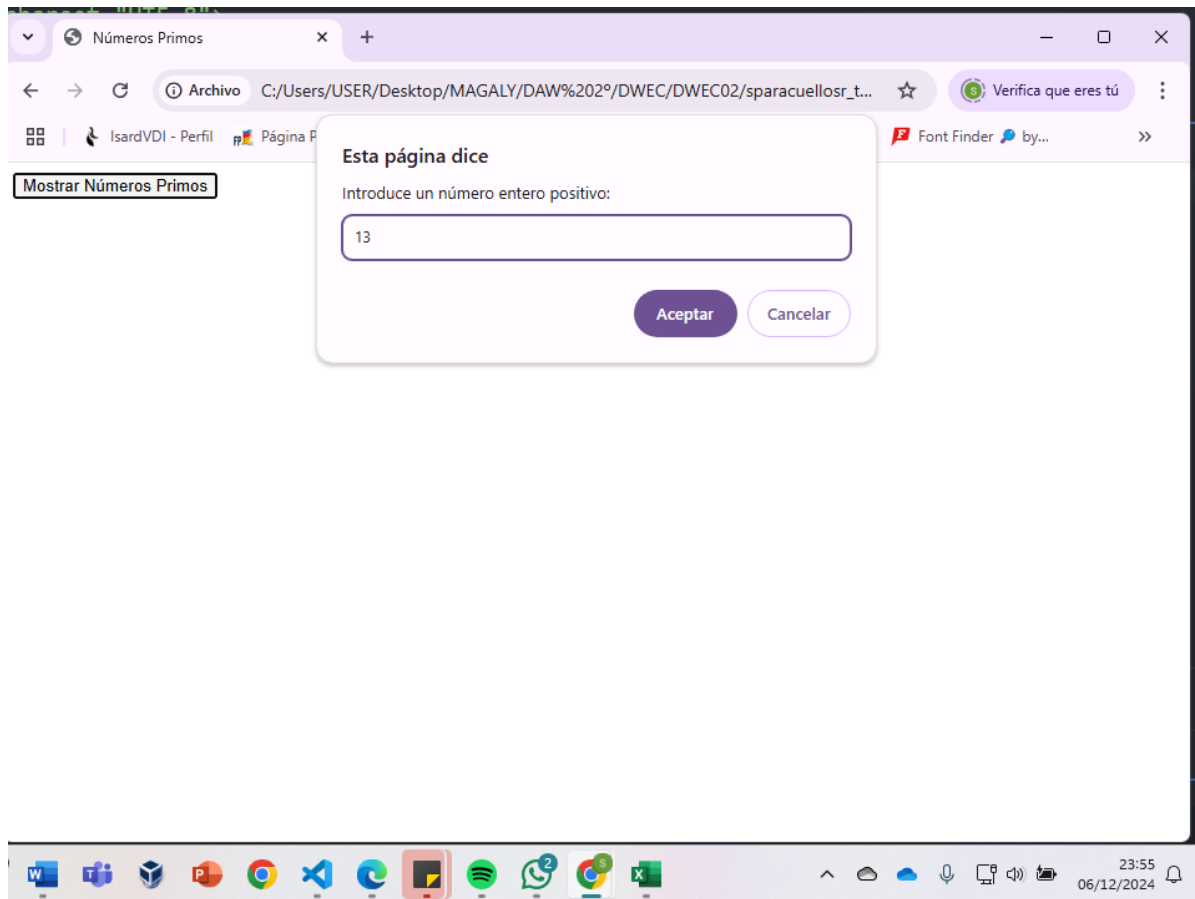 Números Primos
Archivo C:/Users/USER/Desktop/MAGALY/DAW%202º/DWEC/DWEC02/sparacuellosr_t... Verifica que eres tú
IsardVDI - Perfil Página P Font Finder 🔎 by...
Esta página dice
Mostrar Números Primos
Introduce un número entero positivo:
13
Aceptar Cancelar
23:55
06/12/2024